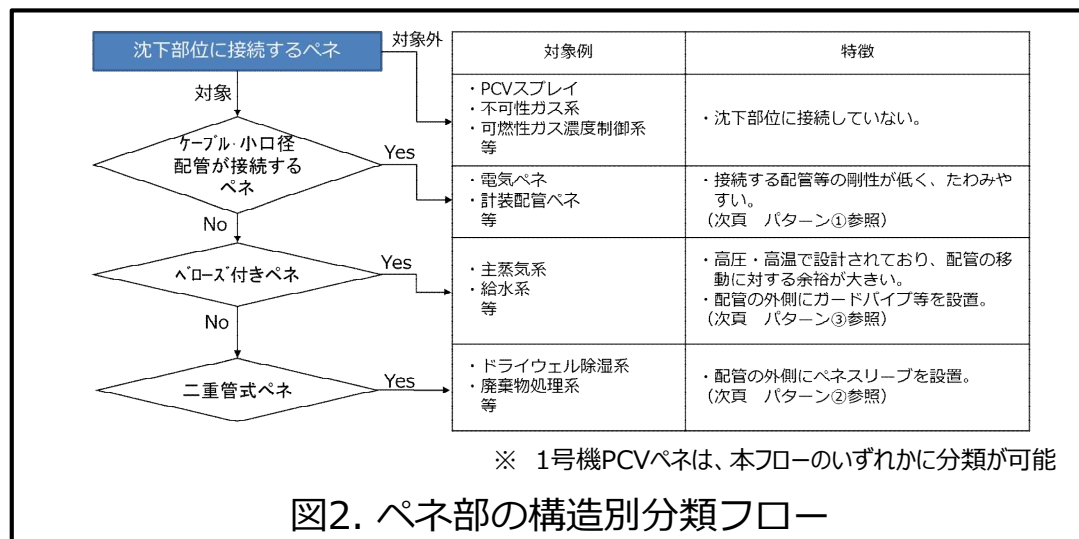 沈下部位に接続するペネ
対象外
対象
ケーブル・小口径
配管が接続する
ペネ
Yes
No
ベローズ付きペネ
Yes
No
二重管式ペネ
Yes
対象例
特徴
・PCVスプレイ
・不可性ガス系
・可燃性ガス濃度制御系
等
・沈下部位に接続していない。
・電気ペネ
・計装配管ペネ
等
・接続する配管等の剛性が低く、たわみや
すい。
（次頁　パターン①参照）
・主蒸気系
・給水系
等
・高圧・高温で設計されており、配管の移
動に対する余裕が大きい。
・配管の外側にガードパイプ等を設置。
（次頁　パターン③参照）
・ドライウェル除湿系
・廃棄物処理系
等
・配管の外側にペネスリーブを設置。
（次頁　パターン②参照）
※　1号機PCVペネは、本フローのいずれかに分類が可能
図2. ペネ部の構造別分類フロー